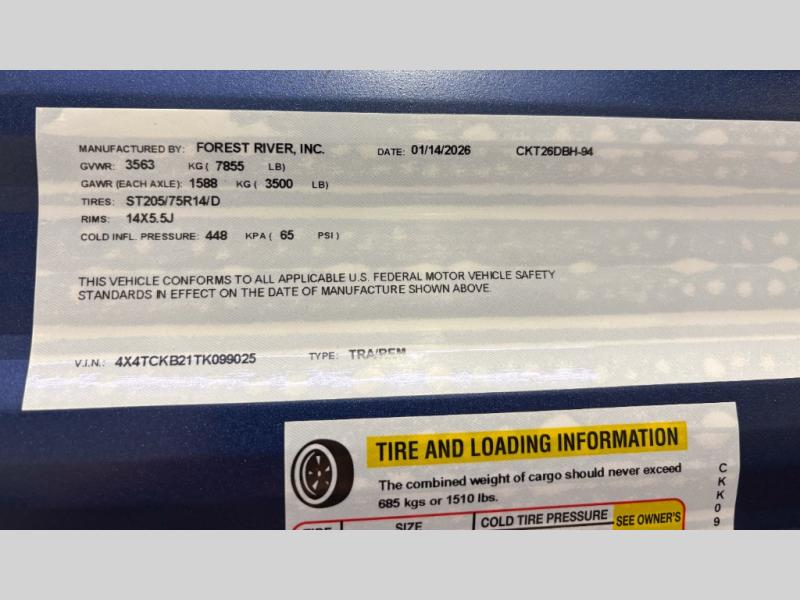 MANUFACTURED BY: FOREST RIVER, INC. DATE: 01/14/2026 CKT26DBH-94
GVWR: 3563 KG ( 7855 LB)
GAWR (EACH AXLE): 1588 KG ( 3500 LB)
TIRES: ST205/75R14/D
RIMS: 14X5.5J
COLD INFL. PRESSURE: 448 KPA ( 65 PSI )
THIS VEHICLE CONFORMS TO ALL APPLICABLE U.S. FEDERAL MOTOR VEHICLE SAFETY
STANDARDS IN EFFECT ON THE DATE OF MANUFACTURE SHOWN ABOVE.
V.I.N.: 4X4TCKB21TK099025 TYPE: TRA/REM
TIRE AND LOADING INFORMATION
The combined weight of cargo should never exceed
685 kgs or 1510 lbs.
CKK09
TIRE SIZE COLD TIRE PRESSURE SEE OWNER'S